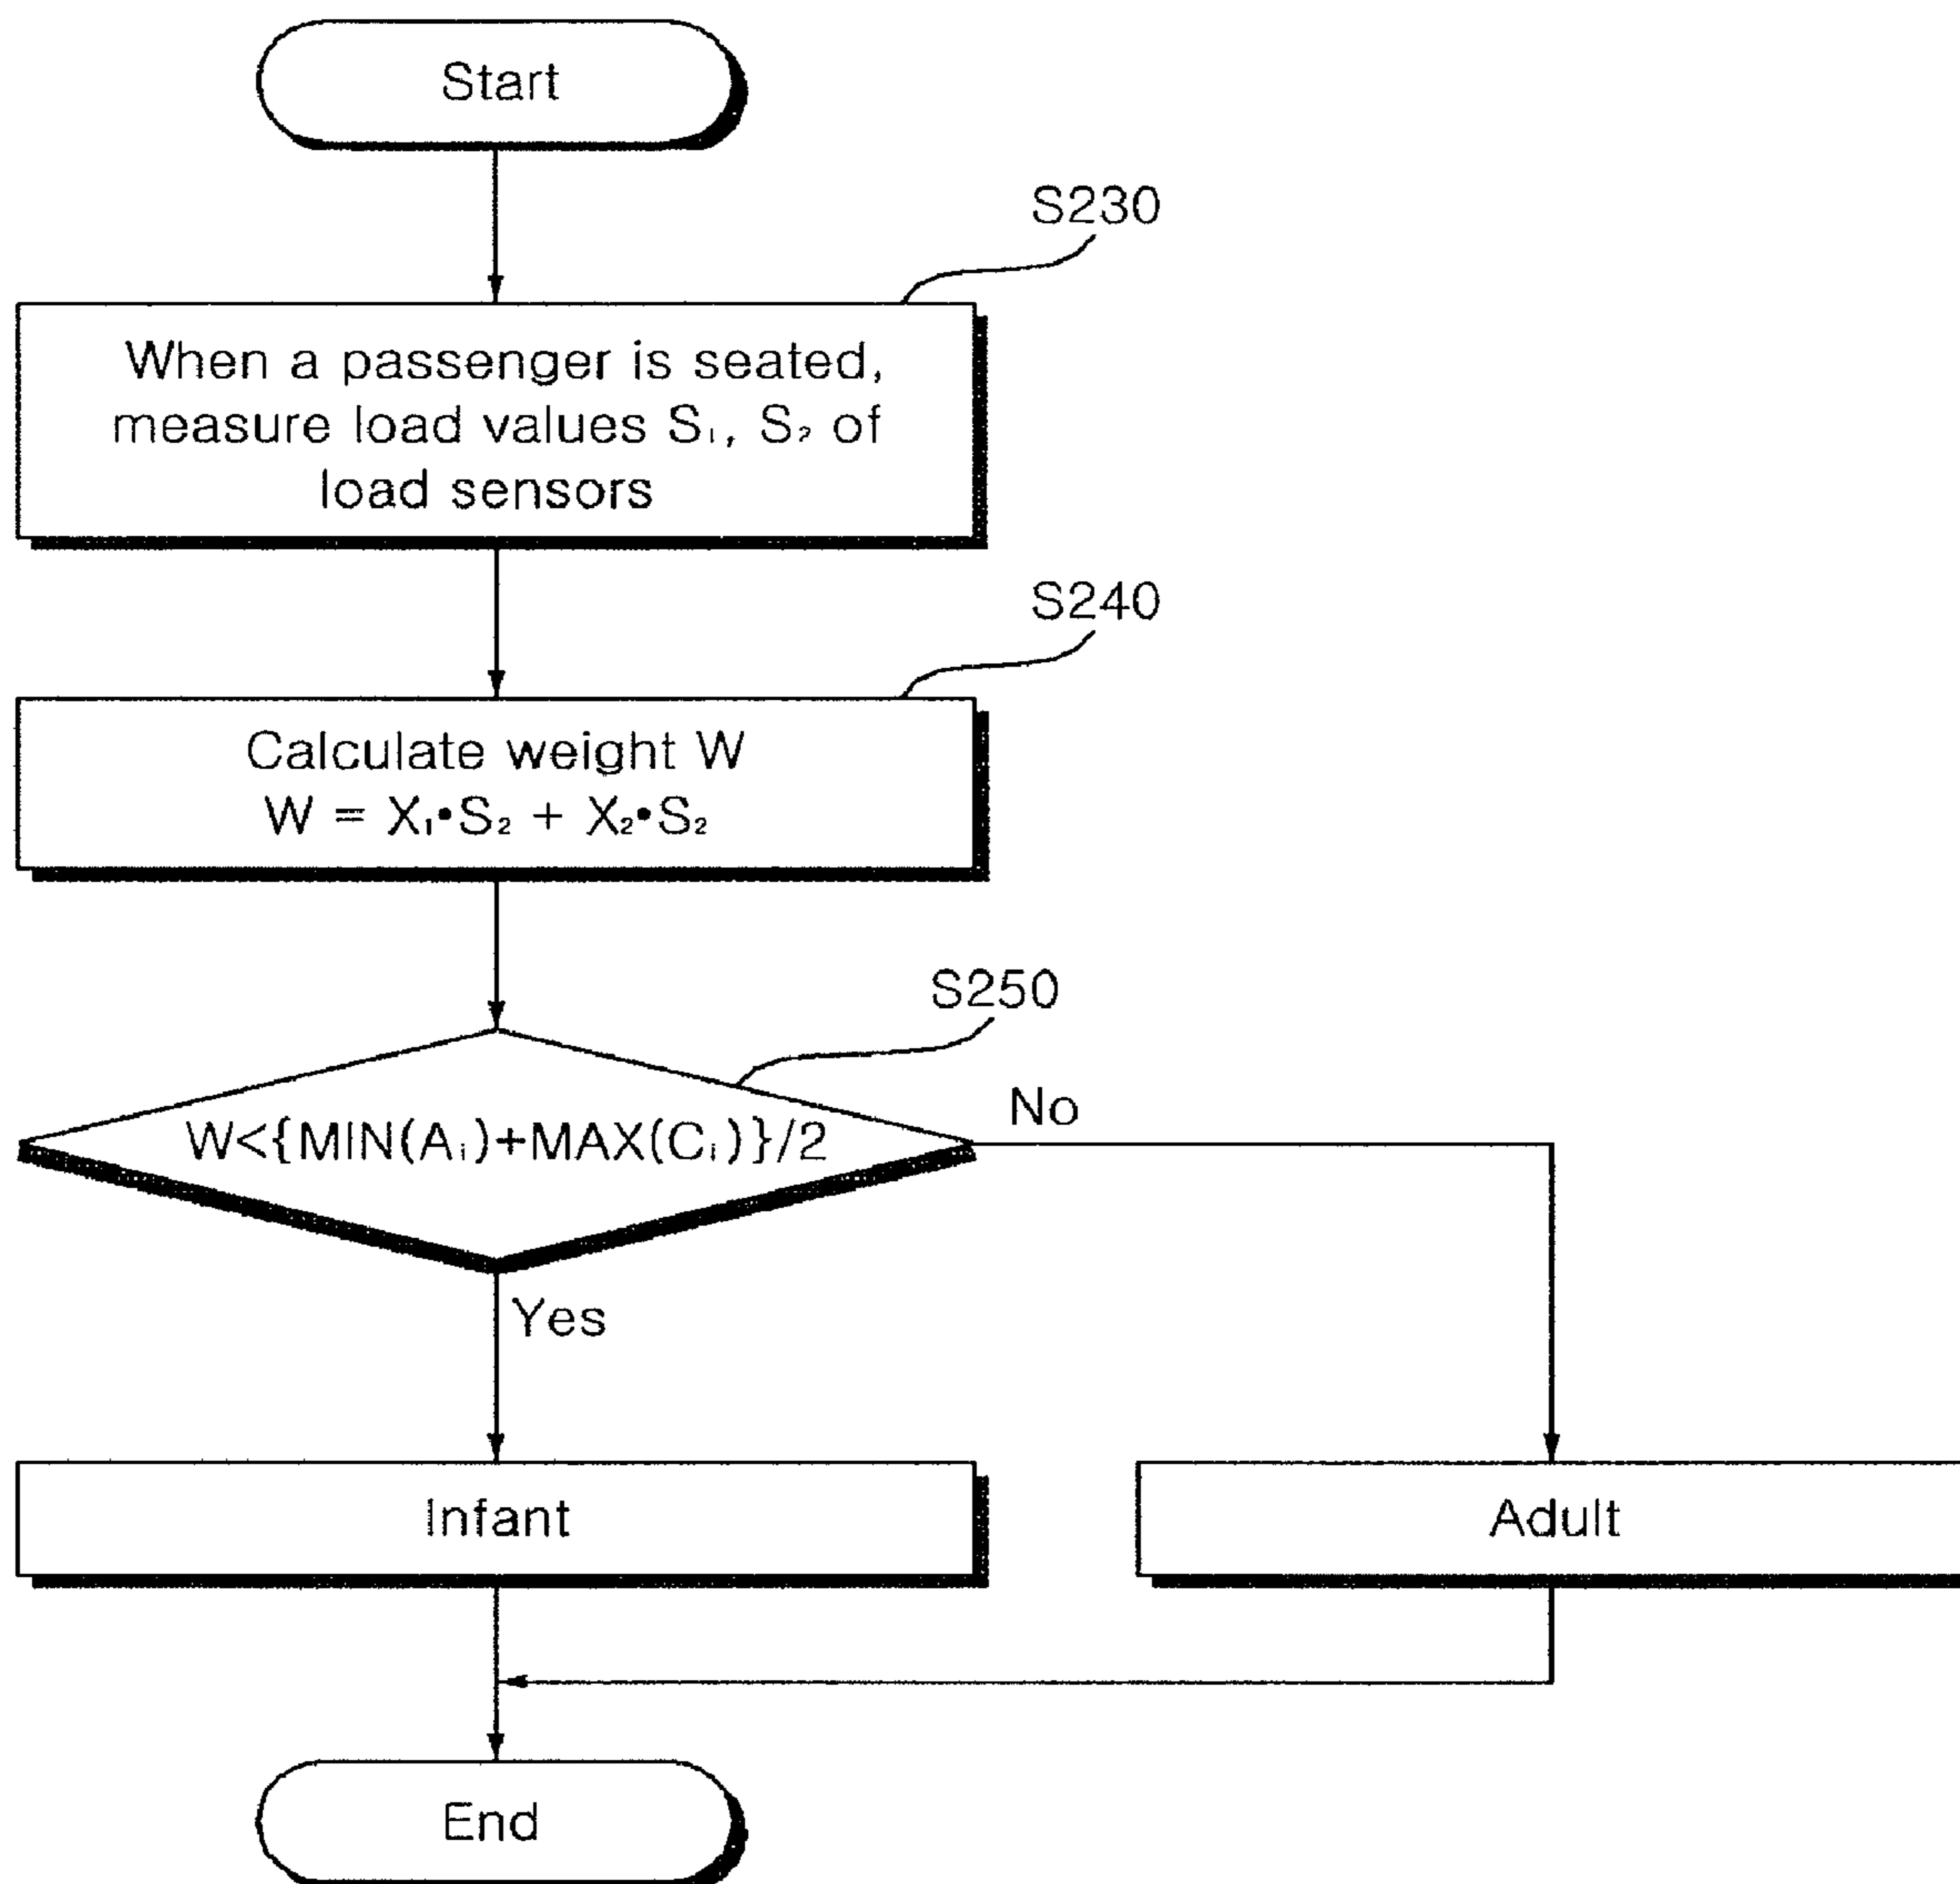 Start
S230
When a passenger is seated,
measure load values S₁, S₂ of
load sensors
S240
Calculate weight W
W = X₁•S₂ + X₂•S₂
S250
W<{MIN(Aᵢ)+MAX(Cᵢ)}/2
No
Yes
Infant
Adult
End